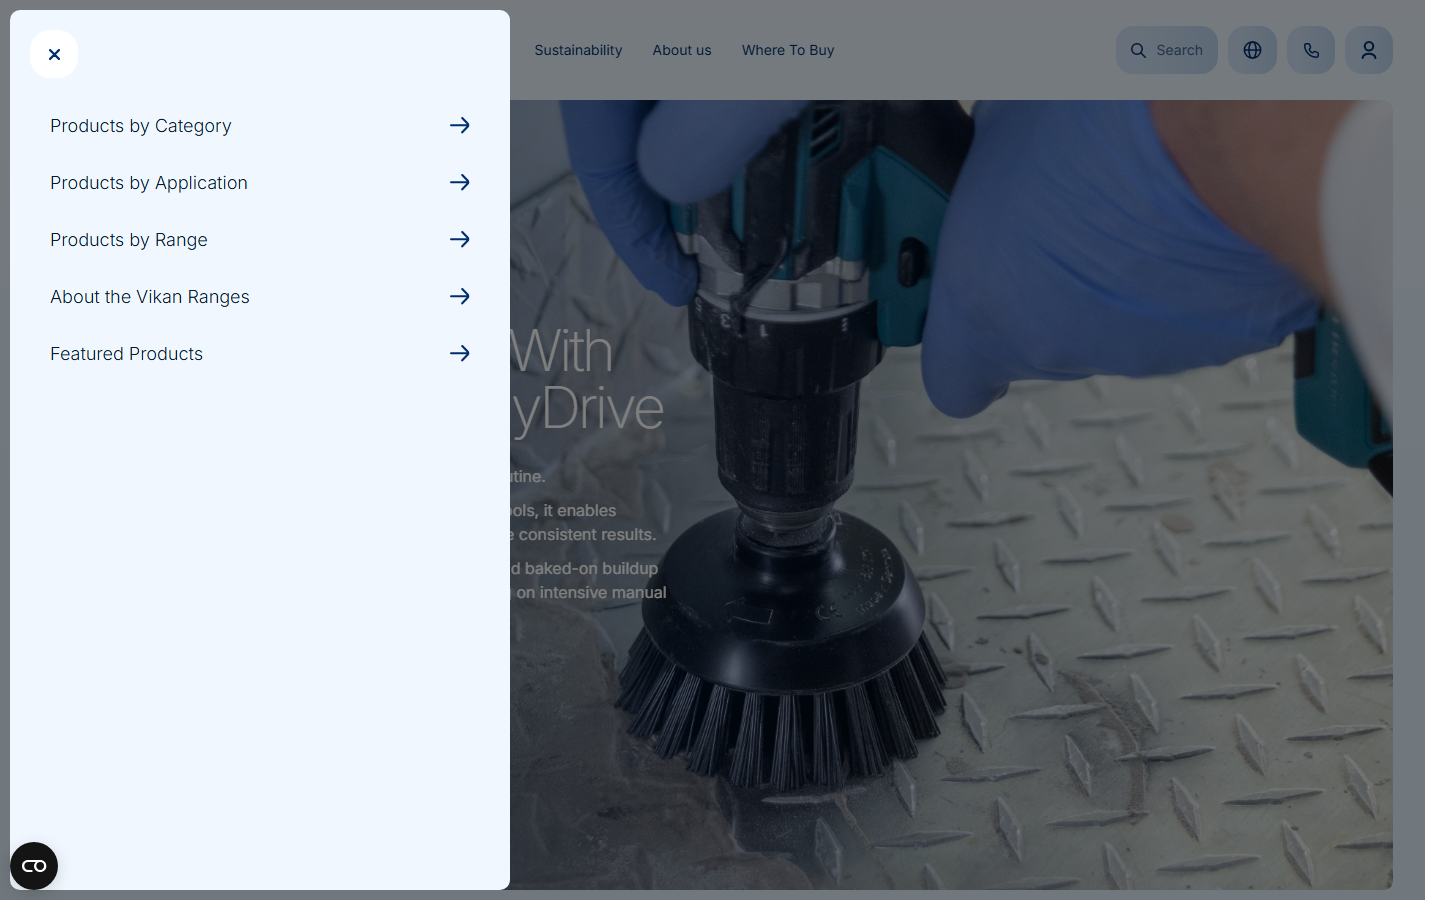 Sustainability
About us
Where To Buy
Search
Products by Category
Products by Application
Products by Range
About the Vikan Ranges
Featured Products
With
yDrive
tine.
ols, it enables
consistent results.
d baked-on buildup
on intensive manual